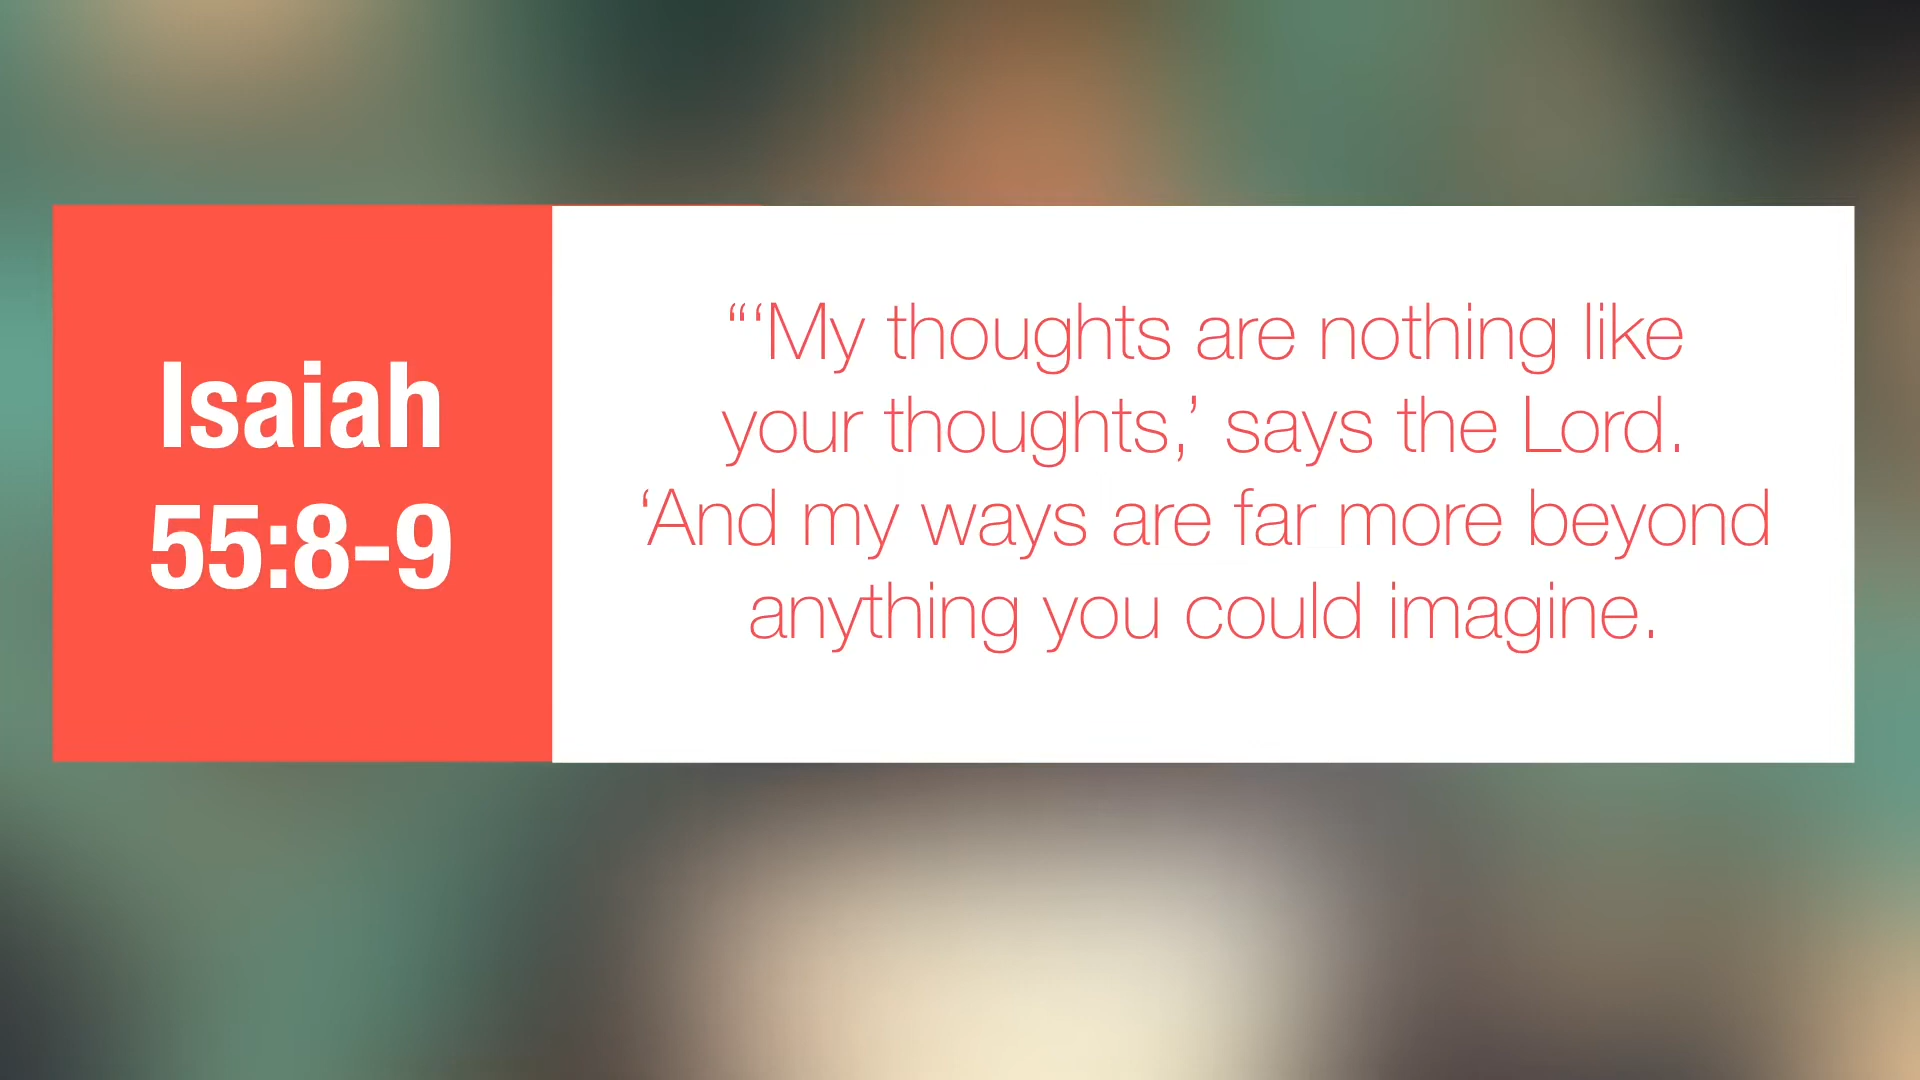 Isaiah
55:8-9
“‘My thoughts are nothing like
your thoughts,’ says the Lord.
‘And my ways are far more beyond
anything you could imagine.